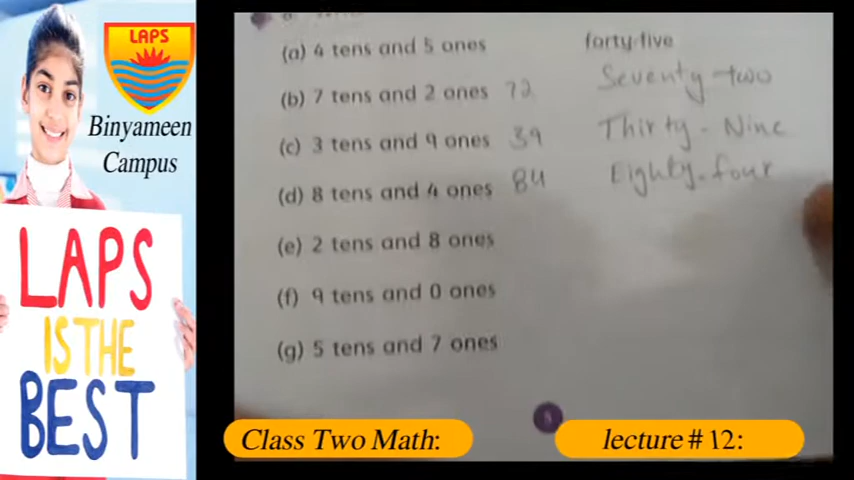 LAPS
Binyameen
Campus
LAPS
IS THE
BEST
(a) 4 tens and 5 ones forty-five
(b) 7 tens and 2 ones 72 Seventy-two
(c) 3 tens and 9 ones 39 Thirty-Nine
(d) 8 tens and 4 ones 84 Eighty-four
(e) 2 tens and 8 ones
(f) 9 tens and 0 ones
(g) 5 tens and 7 ones
Class Two Math:
lecture # 12: